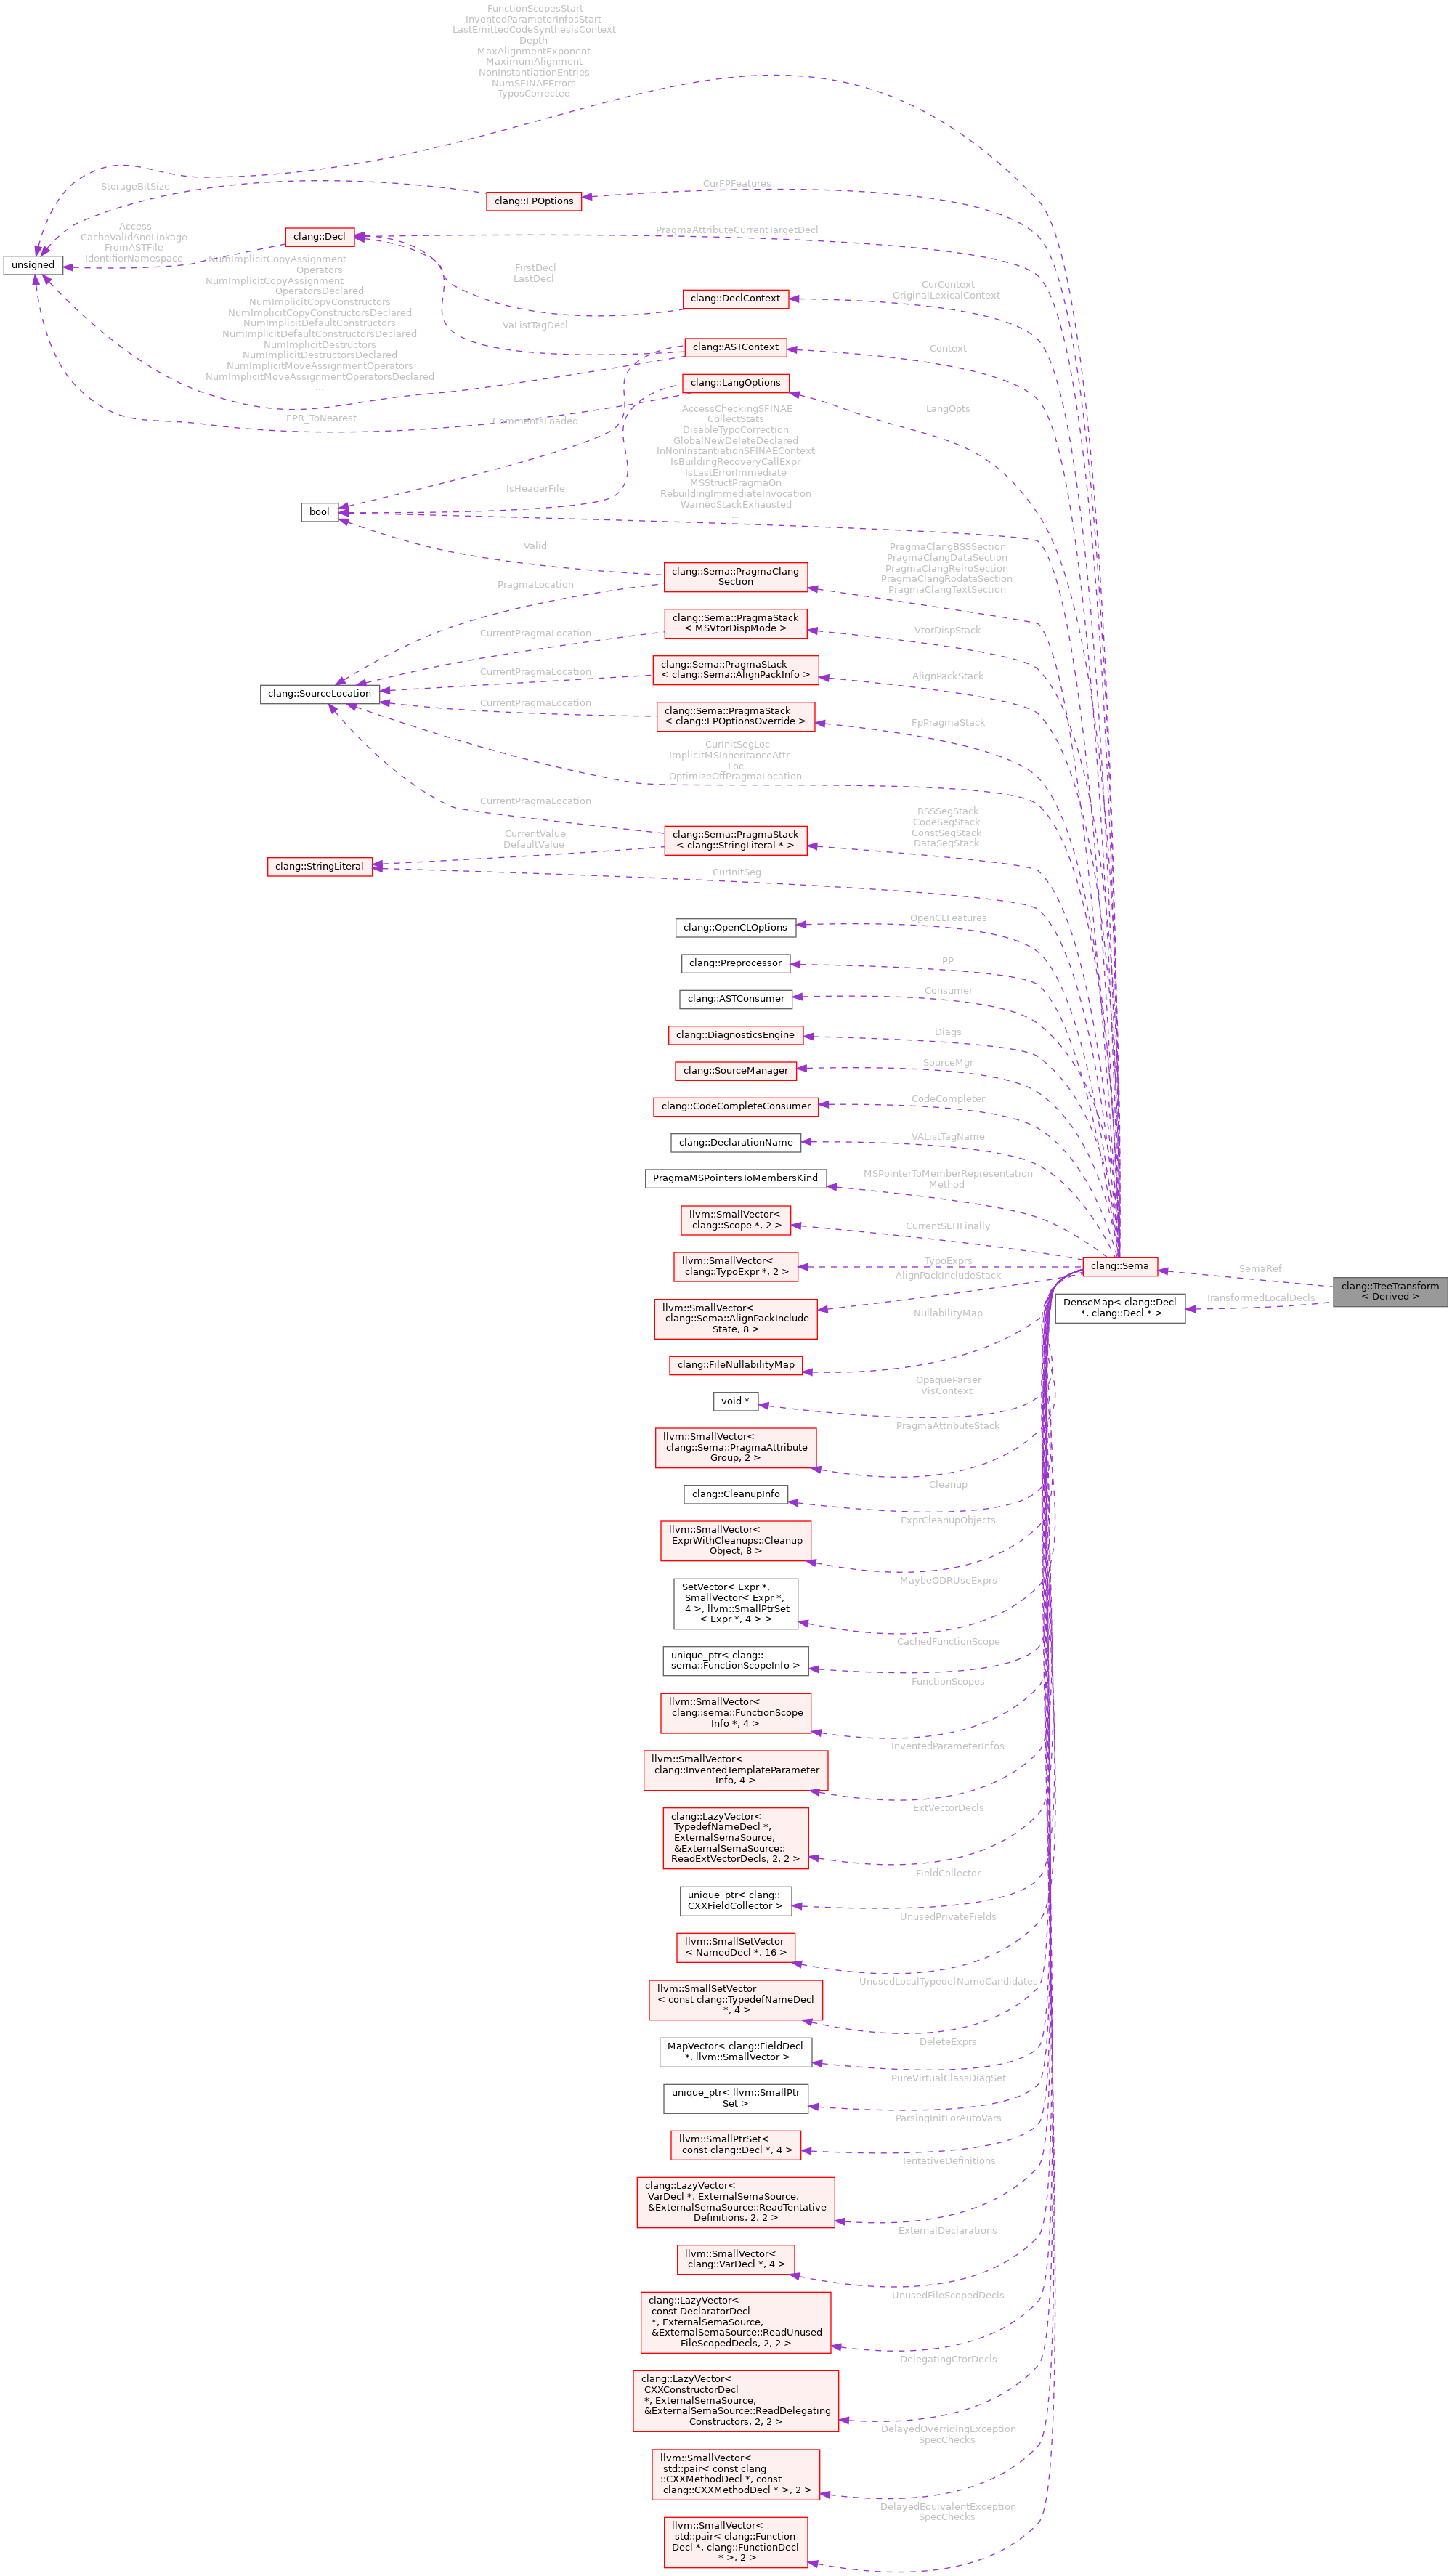 FunctionScopesStart
InventedParameterInfosStart
LastEmittedCodeSynthesisContext
Depth
MaxAlignmentExponent
MaximumAlignment
NonInstantiationEntries
NumSFINAEErrors
TyposCorrected
StorageBitSize
clang::FPOptions
CurFPFeatures
Access
CacheValidAndLinkage
FromASTFile
IdentifierNamespace
clang::Decl
PragmaAttributeCurrentTargetDecl
unsigned
NumImplicitCopyAssignment
Operators
NumImplicitCopyAssignment
OperatorsDeclared
NumImplicitCopyConstructors
NumImplicitCopyConstructorsDeclared
NumImplicitDefaultConstructors
NumImplicitDefaultConstructorsDeclared
NumImplicitDestructors
NumImplicitDestructorsDeclared
NumImplicitMoveAssignmentOperators
NumImplicitMoveAssignmentOperatorsDeclared
...
FirstDecl
LastDecl
clang::DeclContext
CurContext
OriginalLexicalContext
VaListTagDecl
clang::ASTContext
Context
clang::LangOptions
LangOpts
FPR_ToNearest
CommentsLoaded
AccessCheckingSFINAE
CollectStats
DisableTypoCorrection
GlobalNewDeleteDeclared
InNonInstantiationSFINAEContext
IsBuildingRecoveryCallExpr
IsLastErrorImmediate
MSStructPragmaOn
RebuildingImmediateInvocation
WarnedStackExhausted
...
IsHeaderFile
bool
Valid
clang::Sema::PragmaClang
Section
PragmaClangBSSSection
PragmaClangDataSection
PragmaClangRelroSection
PragmaClangRodataSection
PragmaClangTextSection
PragmaLocation
CurrentPragmaLocation
clang::Sema::PragmaStack
< MSVtorDispMode >
VtorDispStack
CurrentPragmaLocation
clang::Sema::PragmaStack
< clang::Sema::AlignPackInfo >
AlignPackStack
clang::SourceLocation
CurrentPragmaLocation
clang::Sema::PragmaStack
< clang::FPOptionsOverride >
FpPragmaStack
CurInitSegLoc
ImplicitMSInheritanceAttr
Loc
OptimizeOffPragmaLocation
CurrentPragmaLocation
CurrentValue
DefaultValue
clang::Sema::PragmaStack
< clang::StringLiteral * >
BSSSegStack
CodeSegStack
ConstSegStack
DataSegStack
clang::StringLiteral
CurInitSeg
clang::OpenCLOptions
OpenCLFeatures
clang::Preprocessor
PP
clang::ASTConsumer
Consumer
clang::DiagnosticsEngine
Diags
clang::SourceManager
SourceMgr
clang::CodeCompleteConsumer
CodeCompleter
clang::DeclarationName
VAListTagName
PragmaMSPointersToMembersKind
MSPointerToMemberRepresentation
Method
llvm::SmallVector<
clang::Scope *, 2 >
CurrentSEHFinally
llvm::SmallVector<
clang::TypoExpr *, 2 >
TypoExprs
clang::Sema
SemaRef
clang::TreeTransform
< Derived >
TransformedLocalDecls
DenseMap< clang::Decl
*, clang::Decl * >
AlignPackIncludeStack
llvm::SmallVector<
clang::Sema::AlignPackInclude
State, 8 >
NullabilityMap
clang::FileNullabilityMap
OpaqueParser
VisContext
void *
PragmaAttributeStack
llvm::SmallVector<
clang::Sema::PragmaAttribute
Group, 2 >
Cleanup
clang::CleanupInfo
ExprCleanupObjects
llvm::SmallVector<
ExprWithCleanups::Cleanup
Object, 8 >
MaybeODRUseExprs
SetVector< Expr *,
SmallVector< Expr *,
4 >, llvm::SmallPtrSet
< Expr *, 4 > >
CachedFunctionScope
unique_ptr< clang::
sema::FunctionScopeInfo >
FunctionScopes
llvm::SmallVector<
clang::sema::FunctionScope
Info *, 4 >
InventedParameterInfos
llvm::SmallVector<
clang::InventedTemplateParameter
Info, 4 >
ExtVectorDecls
clang::LazyVector<
TypedefNameDecl *,
ExternalSemaSource,
&ExternalSemaSource::
ReadExtVectorDecls, 2, 2 >
FieldCollector
unique_ptr< clang::
CXXFieldCollector >
UnusedPrivateFields
llvm::SmallSetVector
< NamedDecl *, 16 >
UnusedLocalTypedefNameCandidates
llvm::SmallSetVector
< const clang::TypedefNameDecl
*, 4 >
DeleteExprs
MapVector< clang::FieldDecl
*, llvm::SmallVector >
PureVirtualClassDiagSet
unique_ptr< llvm::SmallPtr
Set >
ParsingInitForAutoVars
llvm::SmallPtrSet<
const clang::Decl *, 4 >
TentativeDefinitions
clang::LazyVector<
VarDecl *, ExternalSemaSource,
&ExternalSemaSource::ReadTentative
Definitions, 2, 2 >
ExternalDeclarations
llvm::SmallVector<
clang::VarDecl *, 4 >
UnusedFileScopedDecls
clang::LazyVector<
const DeclaratorDecl
*, ExternalSemaSource,
&ExternalSemaSource::ReadUnused
FileScopedDecls, 2, 2 >
DelegatingCtorDecls
clang::LazyVector<
CXXConstructorDecl
*, ExternalSemaSource,
&ExternalSemaSource::ReadDelegating
Constructors, 2, 2 >
DelayedOverridingException
SpecChecks
llvm::SmallVector<
std::pair< const clang
::CXXMethodDecl *, const
clang::CXXMethodDecl * >, 2 >
DelayedEquivalentException
SpecChecks
llvm::SmallVector<
std::pair< clang::Function
Decl *, clang::FunctionDecl
* >, 2 >